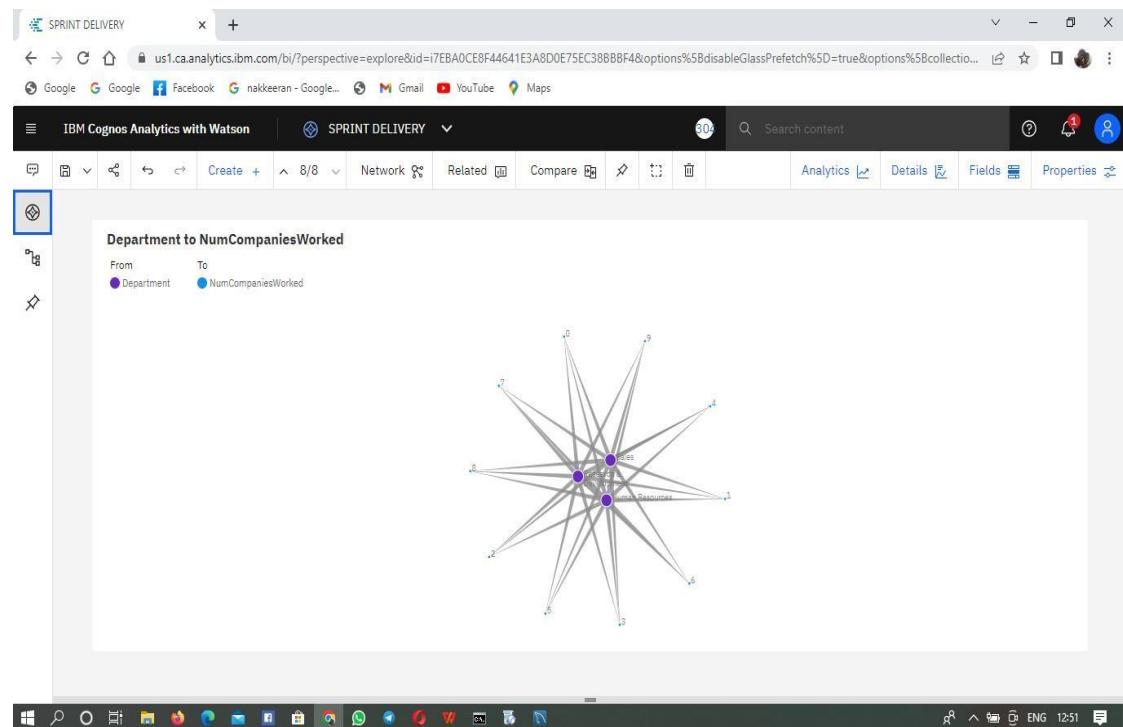 SPRINT DELIVERY
us1.ca.analytics.ibm.com/bi/?perspective=explore&id=i7EBA0CE8F44641E3A8D0E75EC38BBBF4&options%5BdisableGlassPrefetch%5D=true&options%5Bcollectio...
Google Google Facebook nakkeeran - Google... Gmail YouTube Maps
IBM Cognos Analytics with Watson SPRINT DELIVERY 304 Search content 1
Create + 8/8 Network Related Compare Analytics Details Fields Properties
Department to NumCompaniesWorked
From To
Department NumCompaniesWorked
0
9
7
4
Sales
8
Human Resources
1
2
6
5
3
ENG 12:51